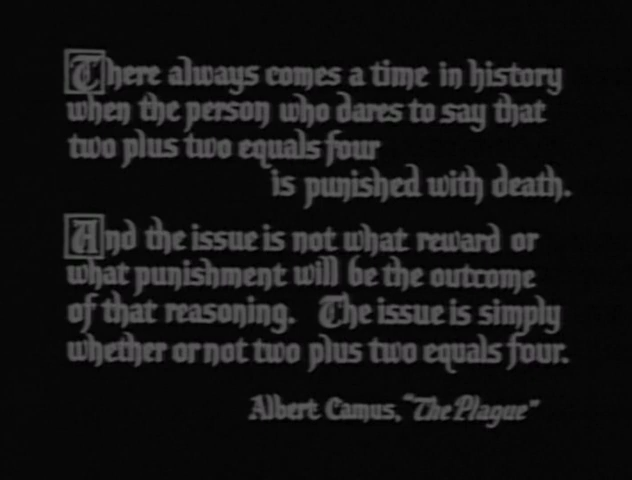 There always comes a time in history
when the person who dares to say that
two plus two equals four
is punished with death.
And the issue is not what reward or
what punishment will be the outcome
of that reasoning. The issue is simply
whether or not two plus two equals four.
Albert Camus, "The Plague"